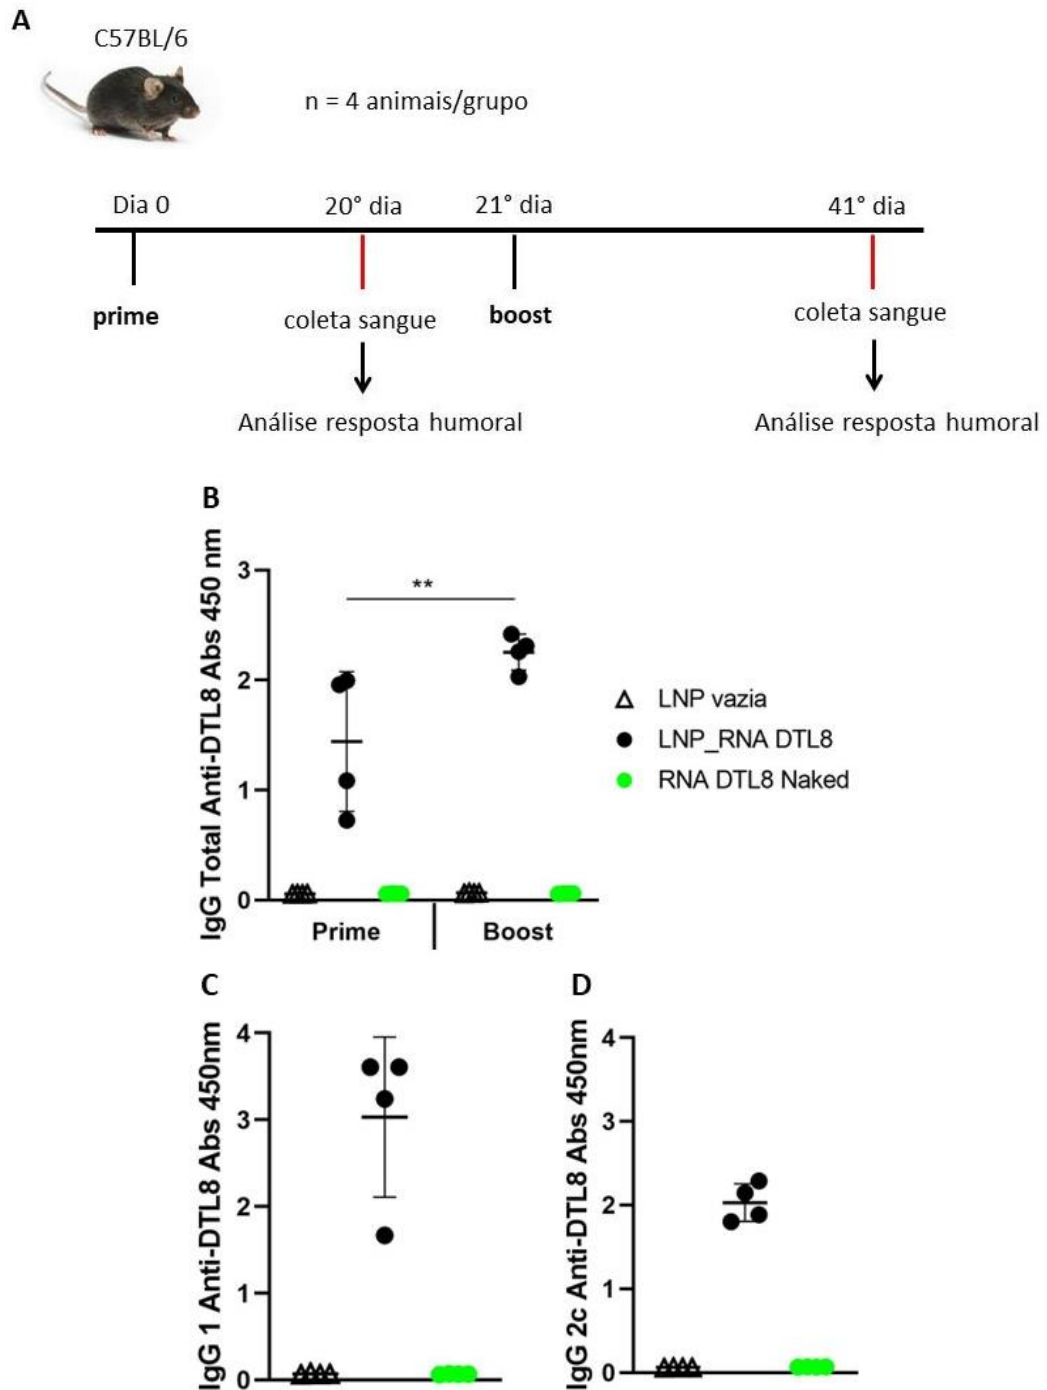 A
C57BL/6
n = 4 animais/grupo
Dia 0
20° dia
21° dia
41° dia
prime
coleta sangue
boost
coleta sangue
Análise resposta humoral
Análise resposta humoral
B
IgG Total Anti-DTL8 Abs 450 nm
3
2
1
0
**
Prime
Boost
LNP vazia
LNP_RNA DTL8
RNA DTL8 Naked
C
IgG 1 Anti-DTL8 Abs 450nm
4
3
2
1
0
D
IgG 2c Anti-DTL8 Abs 450nm
4
3
2
1
0